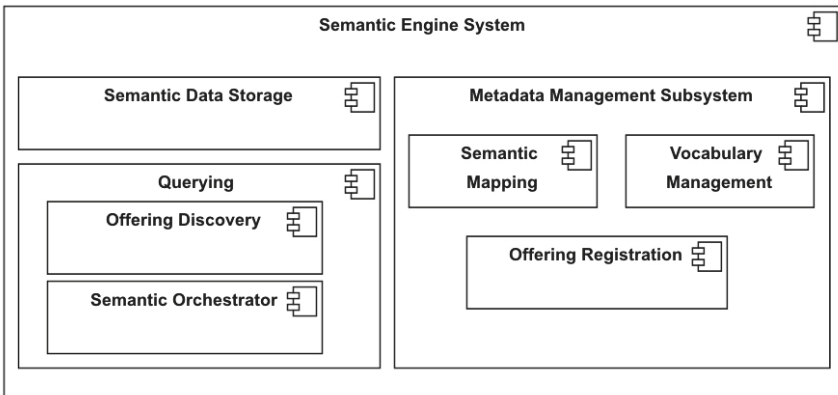 Semantic Engine System
Semantic Data Storage
Querying
Offering Discovery
Semantic Orchestrator
Metadata Management Subsystem
Semantic
Mapping
Vocabulary
Management
Offering Registration